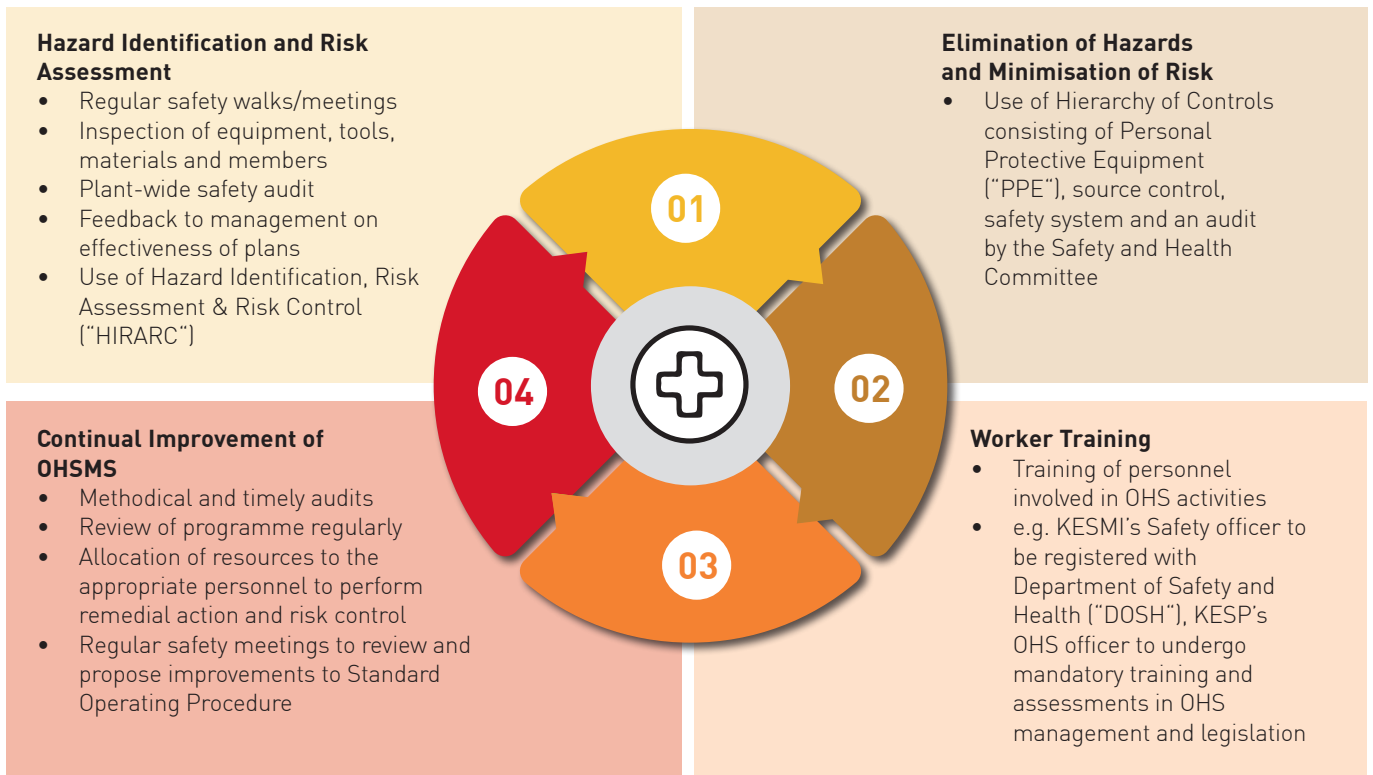 Hazard Identification and Risk
Assessment
• Regular safety walks/meetings
• Inspection of equipment, tools,
materials and members
• Plant-wide safety audit
• Feedback to management on
effectiveness of plans
• Use of Hazard Identification, Risk
Assessment & Risk Control
(“HIRARC“)
01
Elimination of Hazards
and Minimisation of Risk
• Use of Hierarchy of Controls
consisting of Personal
Protective Equipment
(“PPE“), source control,
safety system and an audit
by the Safety and Health
Committee
02
Worker Training
• Training of personnel
involved in OHS activities
• e.g. KESMI’s Safety officer to
be registered with
Department of Safety and
Health (“DOSH“), KESP’s
OHS officer to undergo
mandatory training and
assessments in OHS
management and legislation
03
Continual Improvement of
OHSMS
• Methodical and timely audits
• Review of programme regularly
• Allocation of resources to the
appropriate personnel to perform
remedial action and risk control
• Regular safety meetings to review and
propose improvements to Standard
Operating Procedure
04